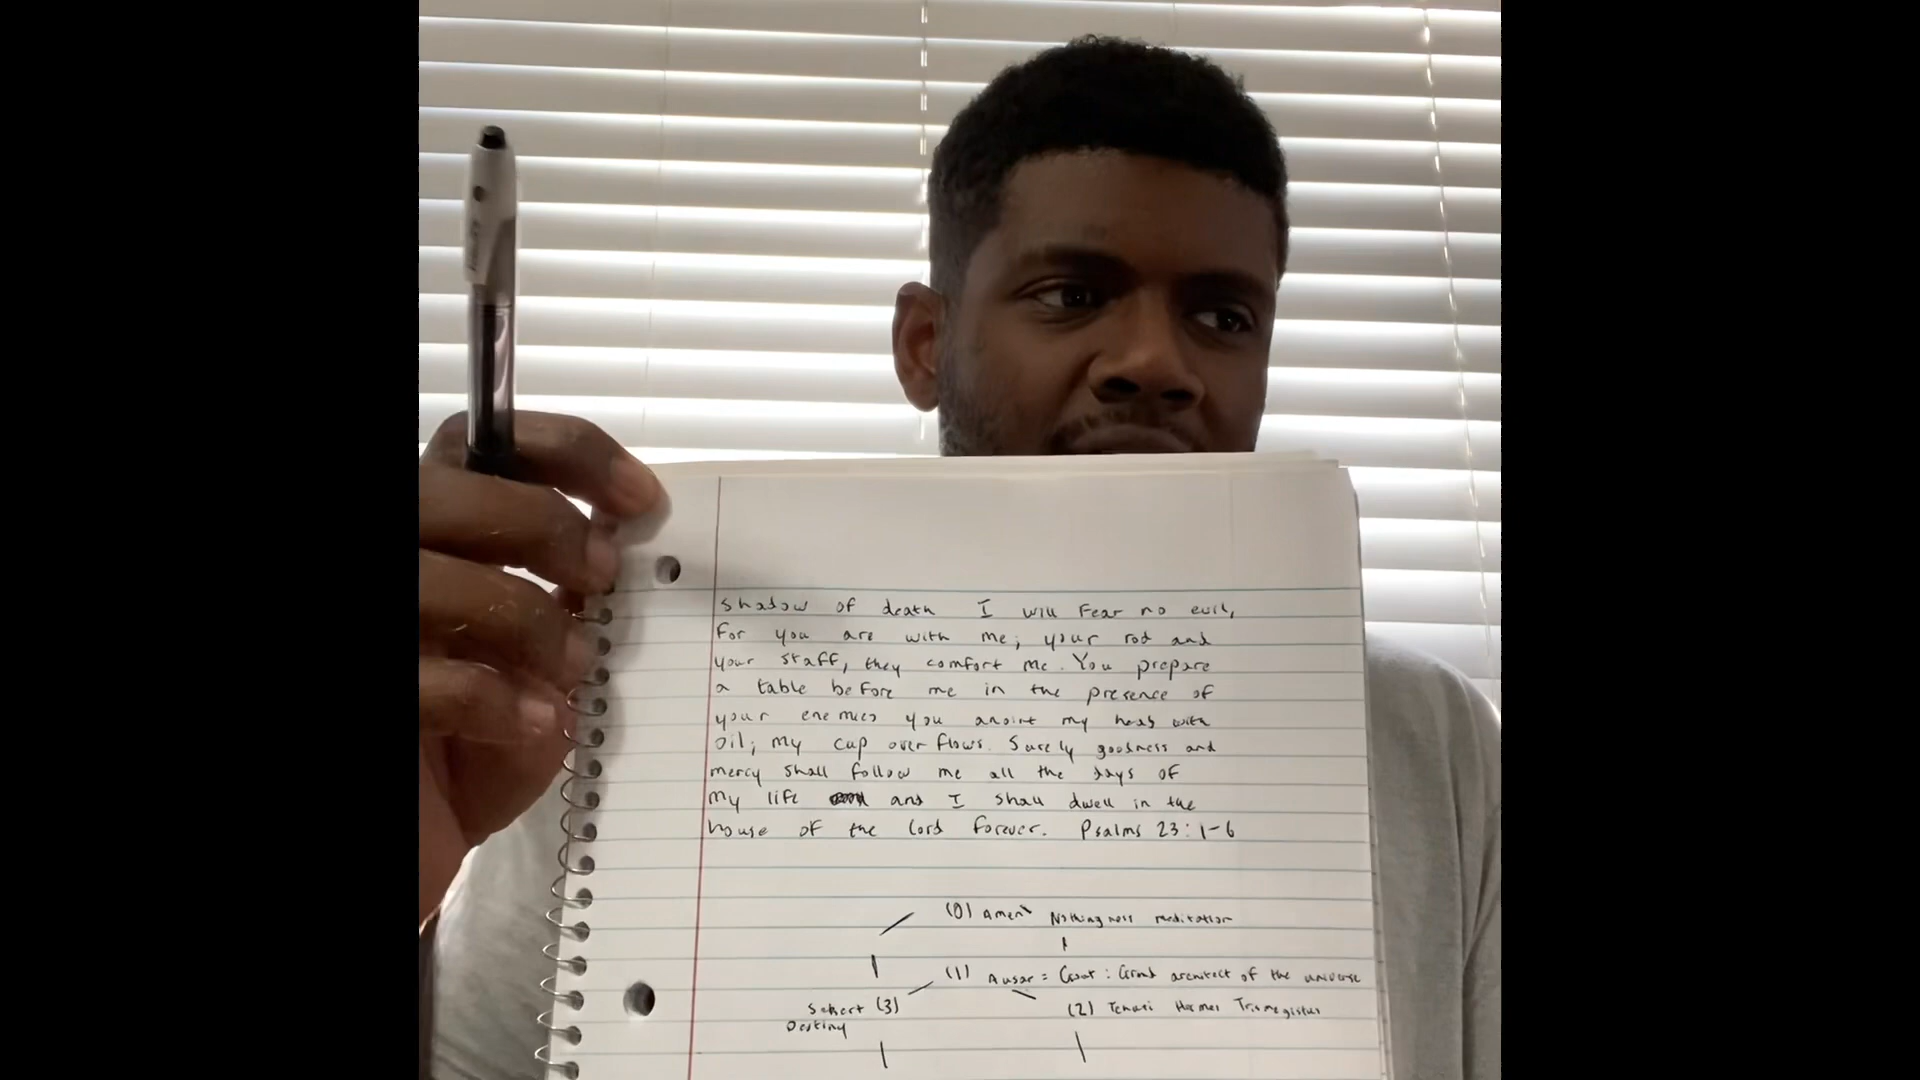 shadow of death I will fear no evil,
for you are with me; your rod and
your staff, they comfort me. You prepare
a table before me in the presence of
your enemies you anoint my head with
oil; my cup over flows. Surely goodness and
mercy shall follow me all the days of
my life and I shall dwell in the
house of the lord forever. Psalms 23:1-6
(0) Amen Nothingness meditation
(1) Ausar = : Grand architect of the universe
Sekert (3)
(2) Hermes Trismegistus
Destiny